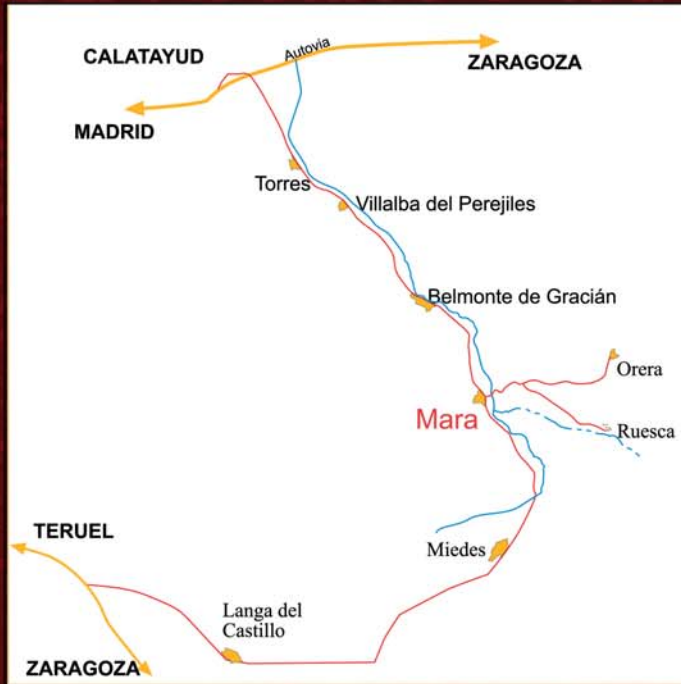 Autovia
CALATAYUD
ZARAGOZA
MADRID
Torres
Villalba del Perejiles
Belmonte de Gracián
Orera
Mara
Ruesca
TERUEL
Miedes
Langa del
Castillo
ZARAGOZA